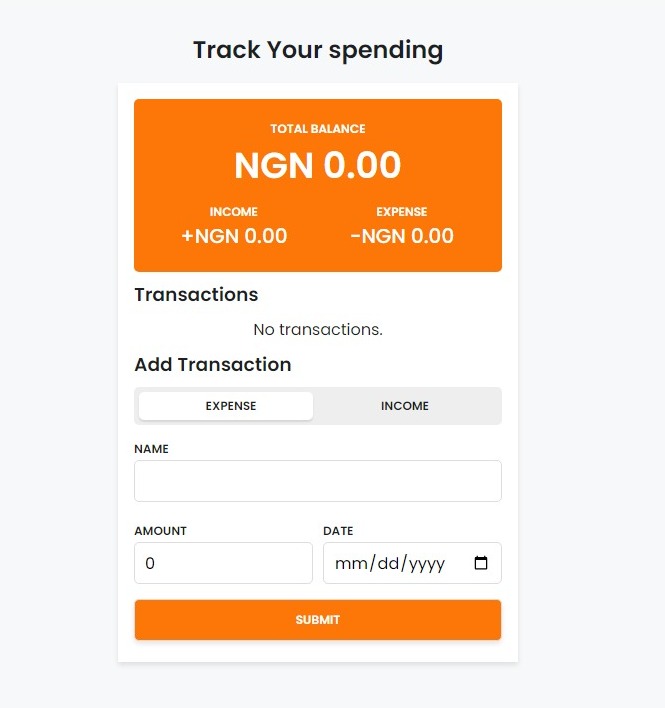 Track Your spending
TOTAL BALANCE
NGN 0.00
INCOME EXPENSE
+NGN 0.00 -NGN 0.00
Transactions
No transactions.
Add Transaction
EXPENSE INCOME
NAME
AMOUNT DATE
0 mm/dd/yyyy
SUBMIT